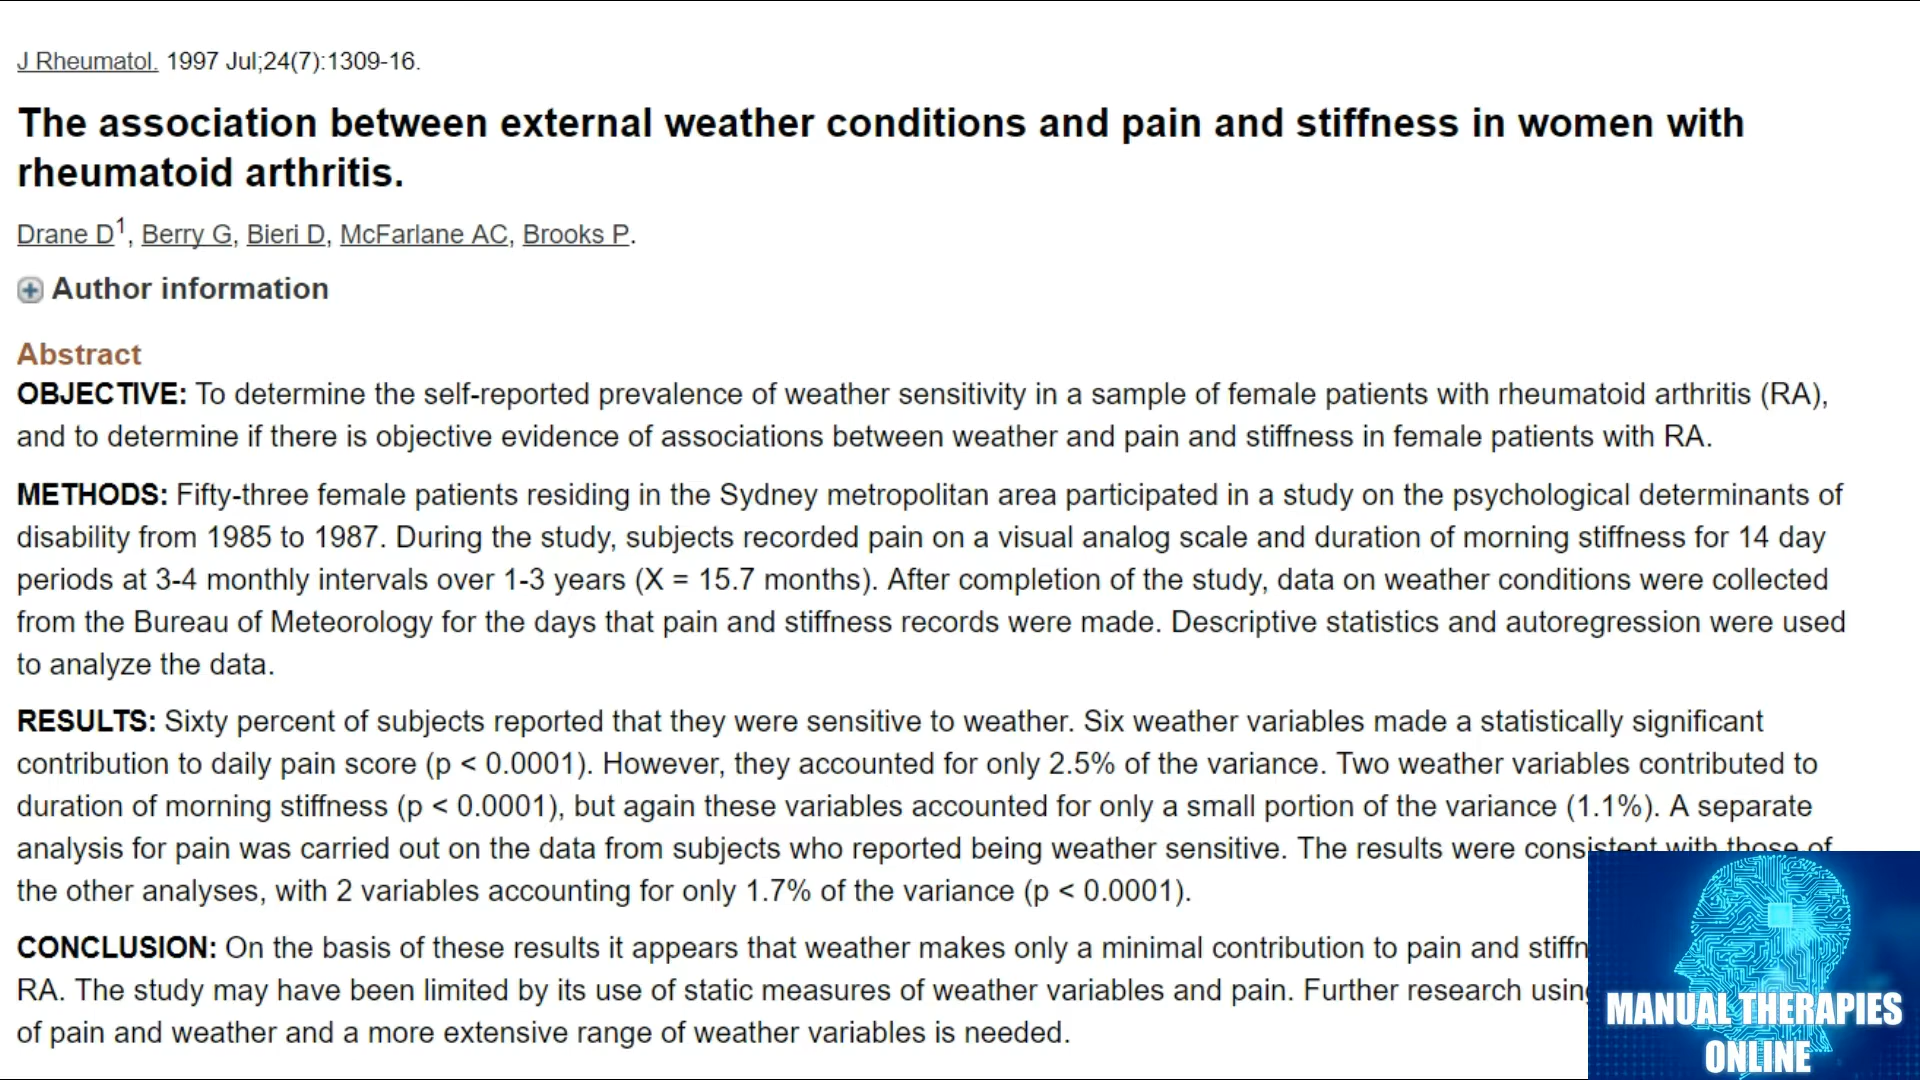 J Rheumatol. 1997 Jul;24(7):1309-16.
The association between external weather conditions and pain and stiffness in women with
rheumatoid arthritis.
Drane D1, Berry G, Bieri D, McFarlane AC, Brooks P.
Author information
Abstract
OBJECTIVE: To determine the self-reported prevalence of weather sensitivity in a sample of female patients with rheumatoid arthritis (RA),
and to determine if there is objective evidence of associations between weather and pain and stiffness in female patients with RA.
METHODS: Fifty-three female patients residing in the Sydney metropolitan area participated in a study on the psychological determinants of
disability from 1985 to 1987. During the study, subjects recorded pain on a visual analog scale and duration of morning stiffness for 14 day
periods at 3-4 monthly intervals over 1-3 years (X = 15.7 months). After completion of the study, data on weather conditions were collected
from the Bureau of Meteorology for the days that pain and stiffness records were made. Descriptive statistics and autoregression were used
to analyze the data.
RESULTS: Sixty percent of subjects reported that they were sensitive to weather. Six weather variables made a statistically significant
contribution to daily pain score (p < 0.0001). However, they accounted for only 2.5% of the variance. Two weather variables contributed to
duration of morning stiffness (p < 0.0001), but again these variables accounted for only a small portion of the variance (1.1%). A separate
analysis for pain was carried out on the data from subjects who reported being weather sensitive. The results were consistent with those of
the other analyses, with 2 variables accounting for only 1.7% of the variance (p < 0.0001).
CONCLUSION: On the basis of these results it appears that weather makes only a minimal contribution to pain and stiffn
RA. The study may have been limited by its use of static measures of weather variables and pain. Further research using
of pain and weather and a more extensive range of weather variables is needed.
MANUAL THERAPIES
ONLINE